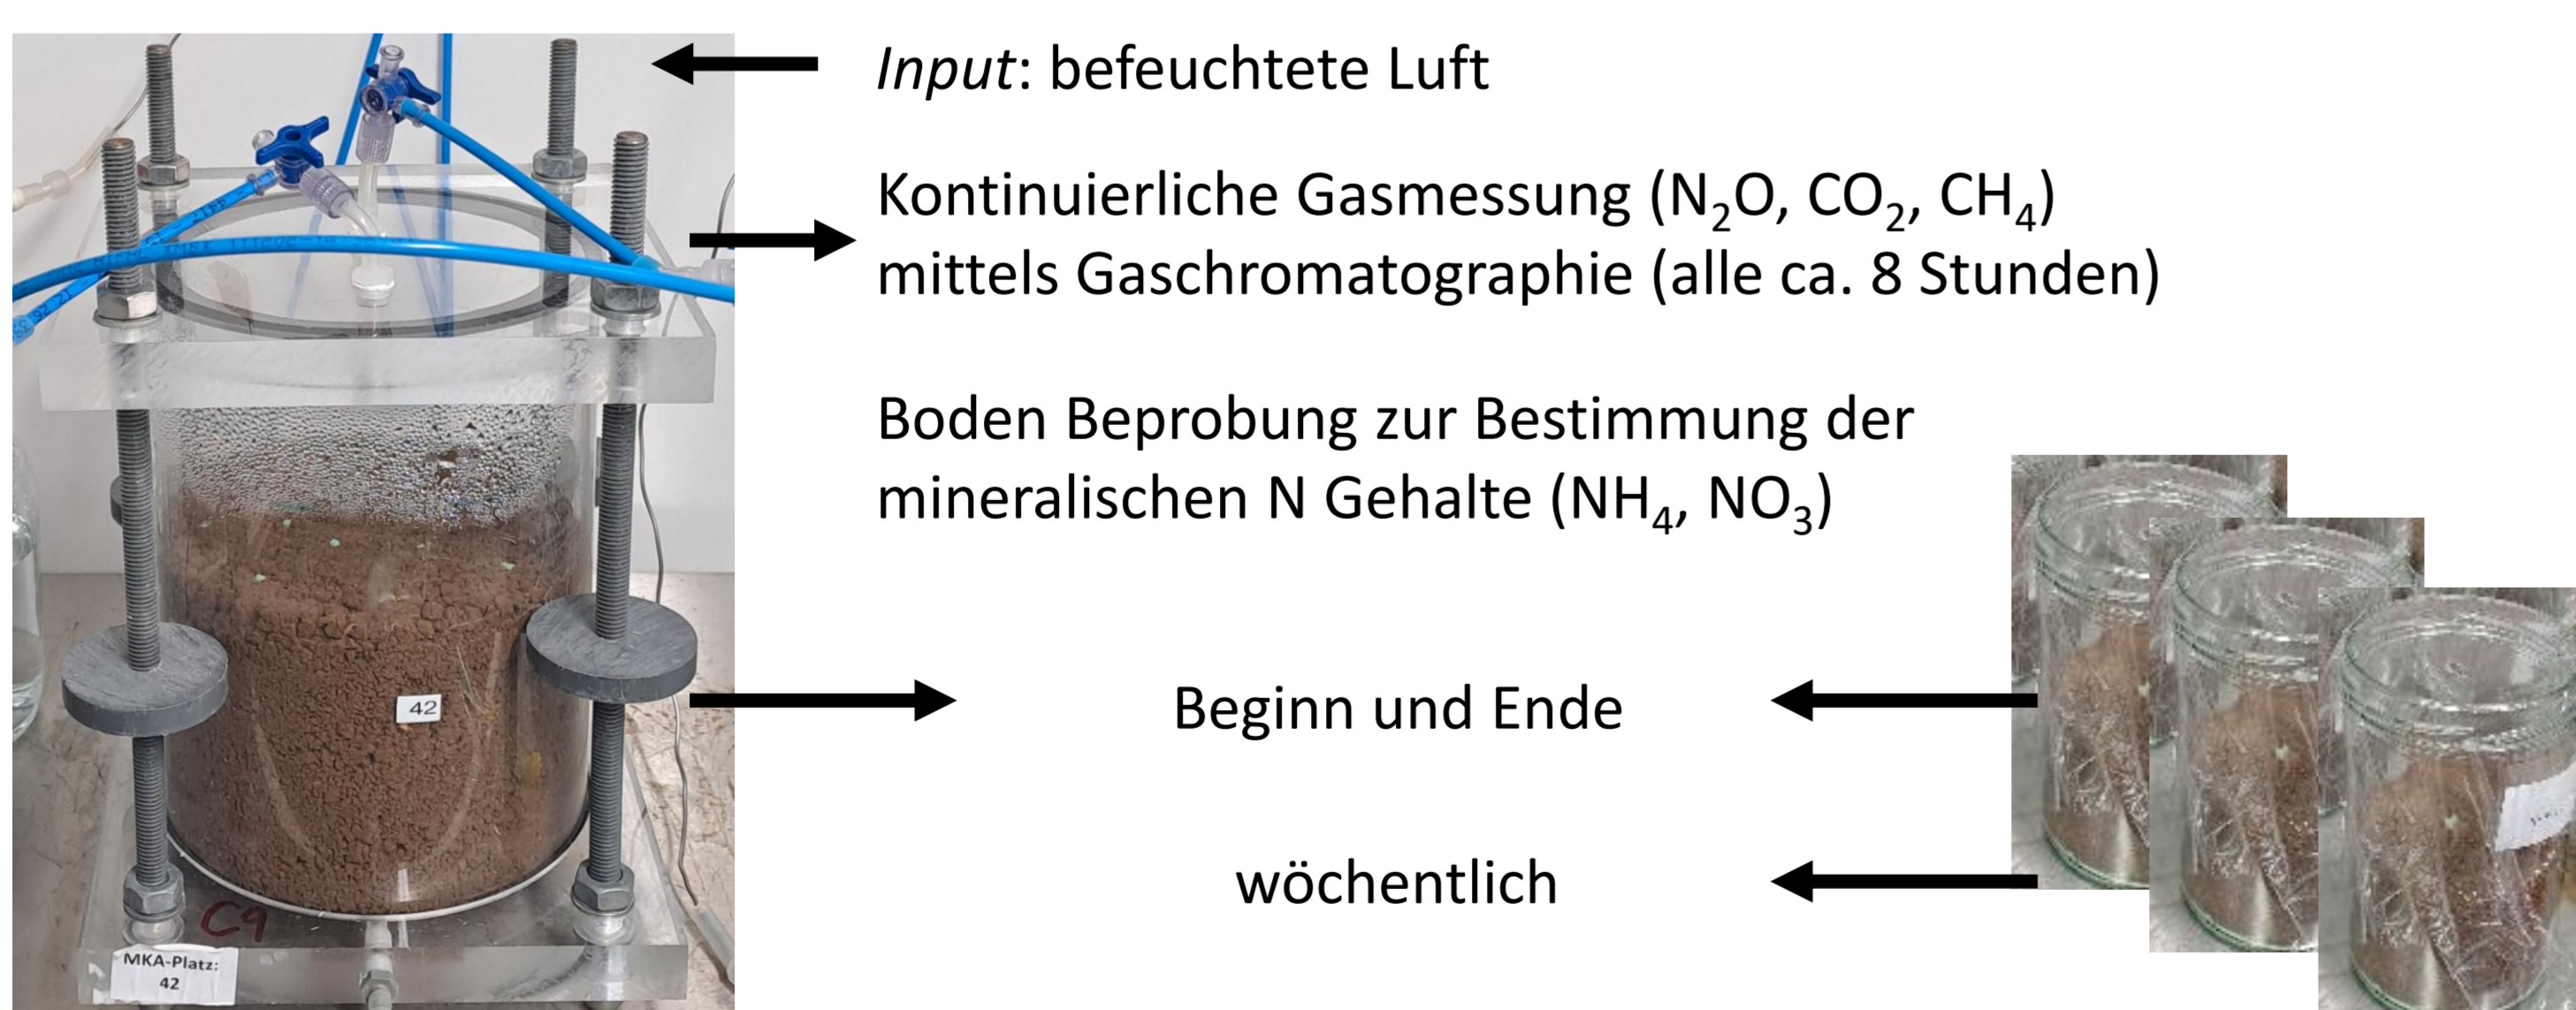 Input: befeuchtete Luft
Kontinuierliche Gasmessung (N₂O, CO₂, CH₄)
mittels Gaschromatographie (alle ca. 8 Stunden)
Boden Beprobung zur Bestimmung der
mineralischen N Gehalte (NH₄, NO₃)
Beginn und Ende
wöchentlich
42
C9
MKA-Platz:
42